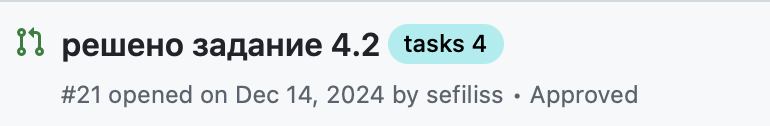 решено задание 4.2 tasks 4
#21 opened on Dec 14, 2024 by sefiliss • Approved